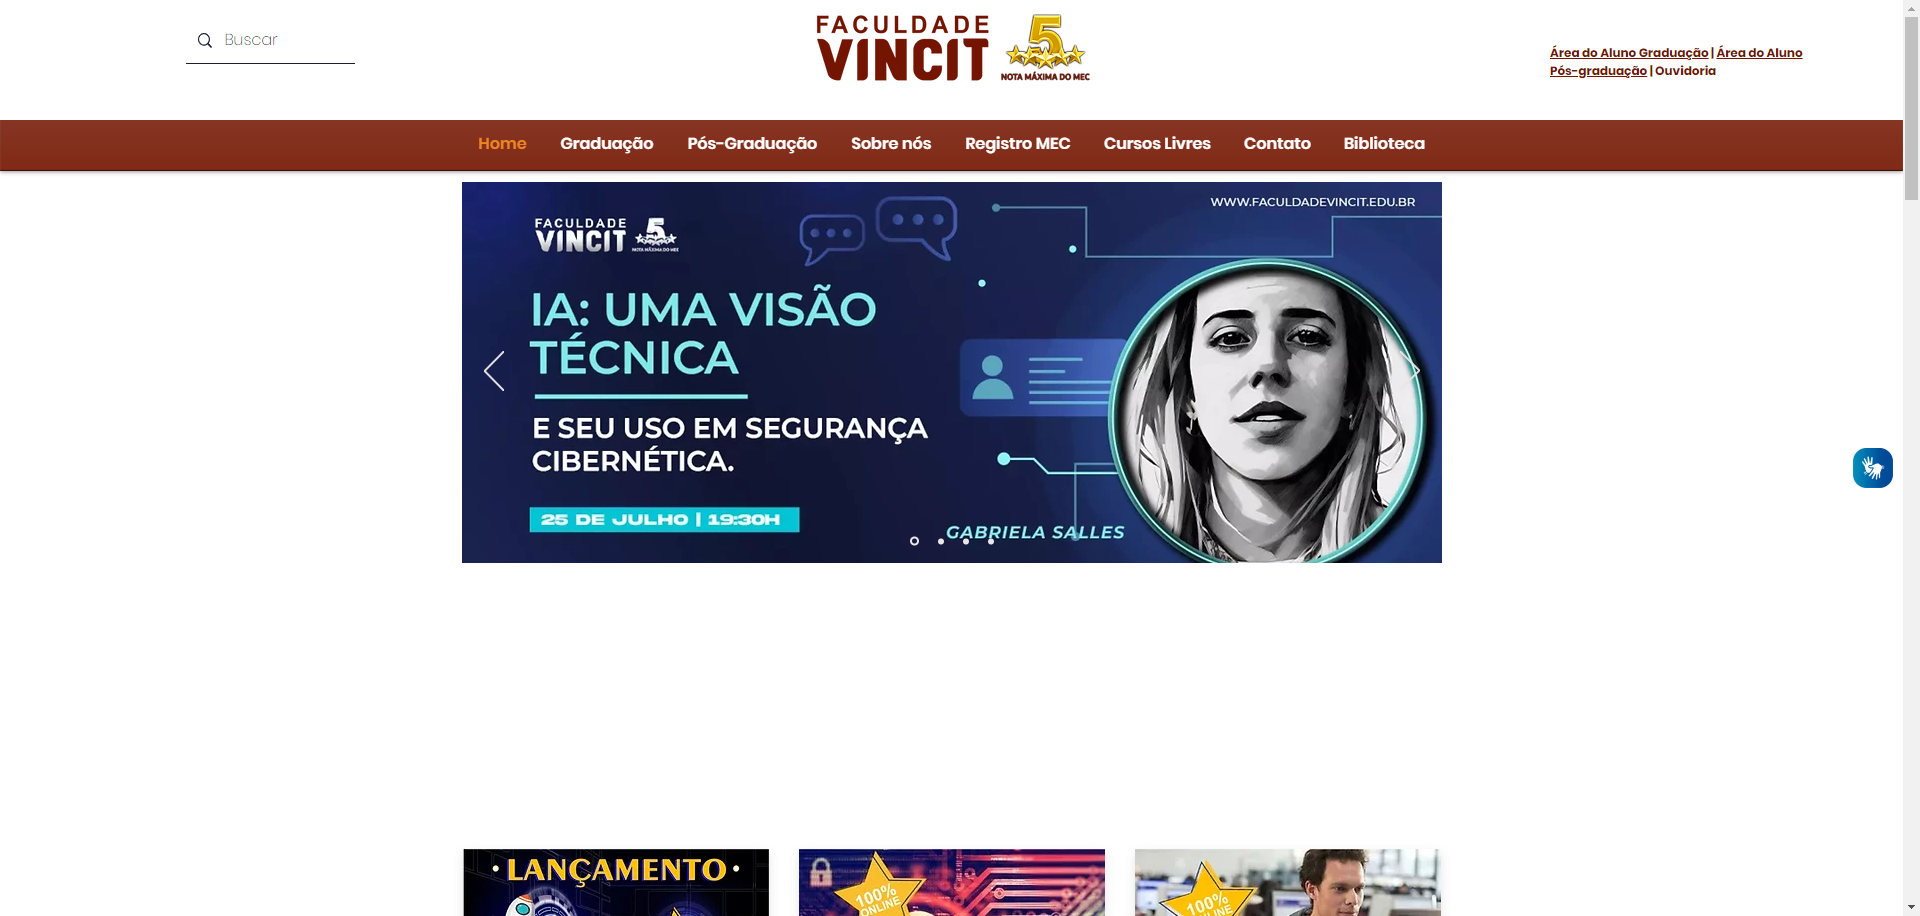 Buscar
FACULDADE
VINCIT
5
NOTA MÁXIMA DO MEC
Área do Aluno Graduação | Área do Aluno
Pós-graduação | Ouvidoria
Home Graduação Pós-Graduação Sobre nós Registro MEC Cursos Livres Contato Biblioteca
WWW.FACULDADEVINCIT.EDU.BR
FACULDADE
VINCIT
5
NOTA MÁXIMA DO MEC
IA: UMA VISÃO
TÉCNICA
E SEU USO EM SEGURANÇA
CIBERNÉTICA.
25 DE JULHO | 19:30H
GABRIELA SALLES
• LANÇAMENTO •
100%
ONLINE
100%
ONLINE